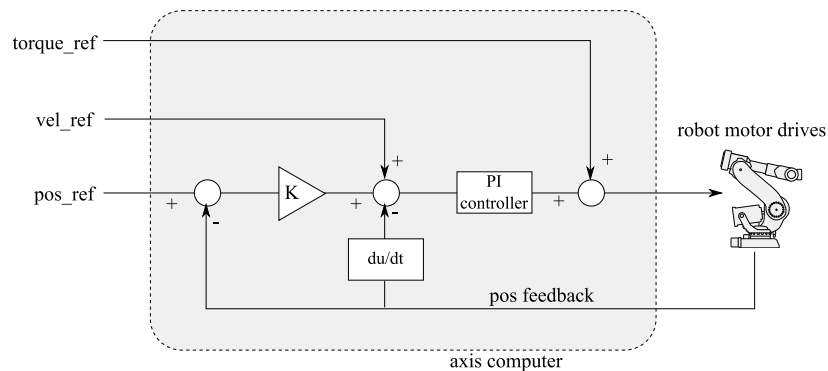 torque_ref
+
vel_ref
robot motor drives
+
pos_ref
+
-
K
+
-
PI
controller
+
du/dt
pos feedback
axis computer